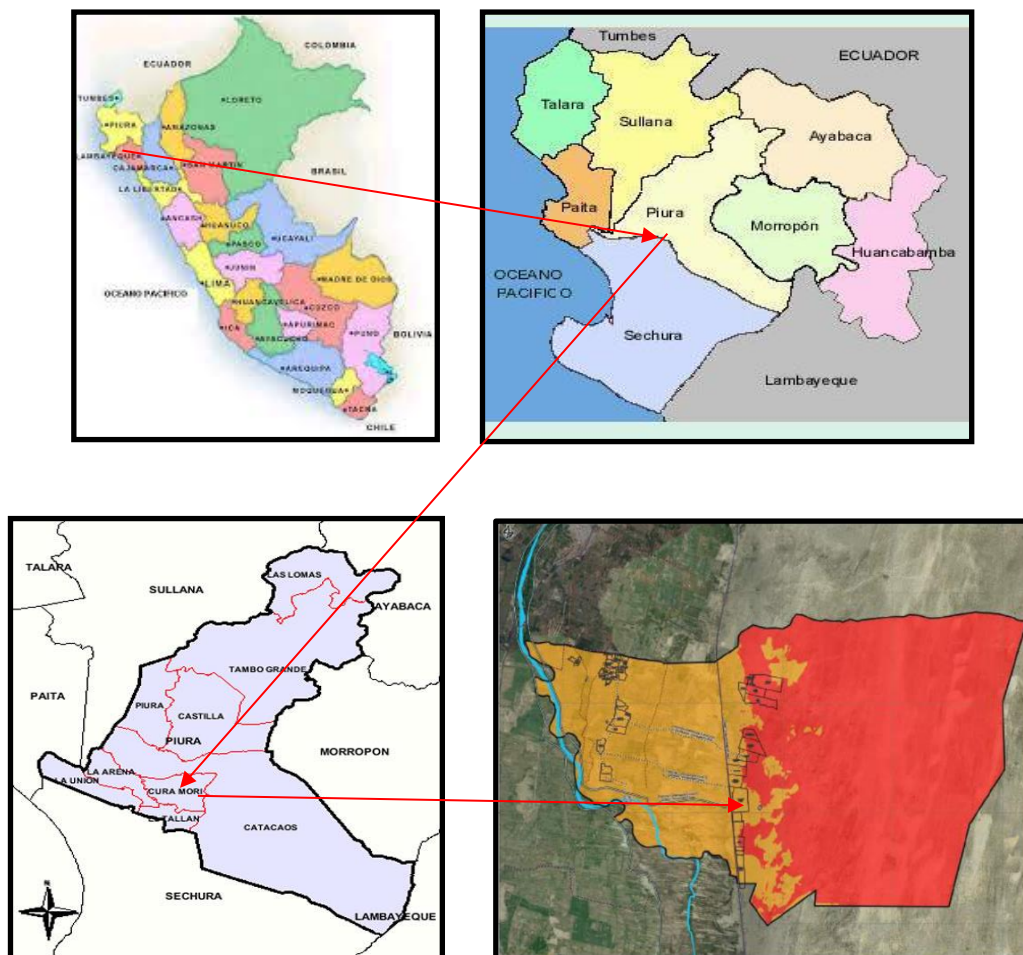 COLOMBIA
ECUADOR
TUMBES
LORETO
PIURA
AMAZONAS
LAMBAYEQUE
SAN MARTIN
CAJAMARCA
BRASIL
LA LIBERTAD
ANCASH
HUANUCO
UCAYALI
PASCO
JUNIN
MADRE DE DIOS
OCEANO PACIFICO
LIMA
HUANCAVELICA
CUZCO
ICA
APURIMAC
PUNO
BOLIVIA
AYACUCHO
AREQUIPA
MOQUEGUA
TACNA
CHILE
Tumbes
ECUADOR
Talara
Sullana
Ayabaca
Paita
Piura
Morropón
Huancabamba
OCEANO
PACIFICO
Sechura
Lambayeque
TALARA
SULLANA
LAS LOMAS
AYABACA
TAMBO GRANDE
PAITA
PIURA
CASTILLA
PIURA
MORROPON
LA ARENA
LA UNION
CURA MORI
EL TALLAN
CATACAOS
SECHURA
LAMBAYEQUE
N